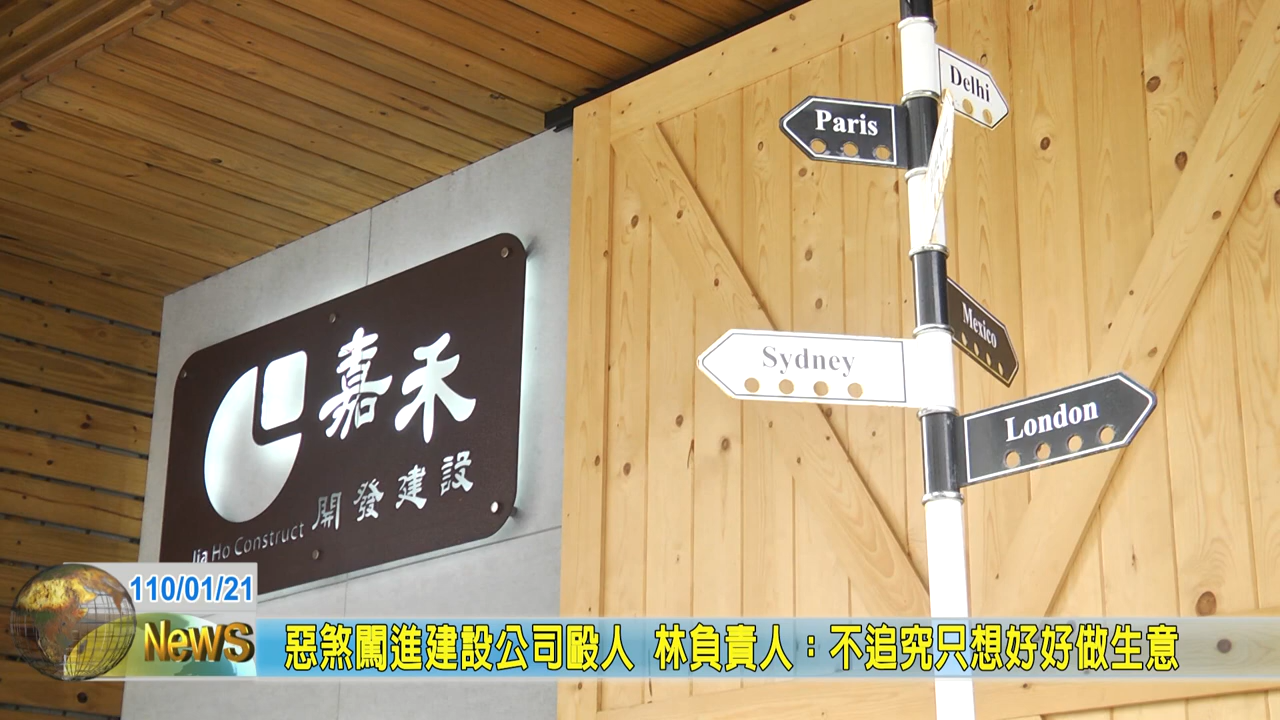 Delhi
Paris
Mexico
Sydney
London
嘉禾
開發建設
Jia Ho Construct
110/01/21
News
惡煞闖進建設公司毆人 林負責人：不追究只想好好做生意